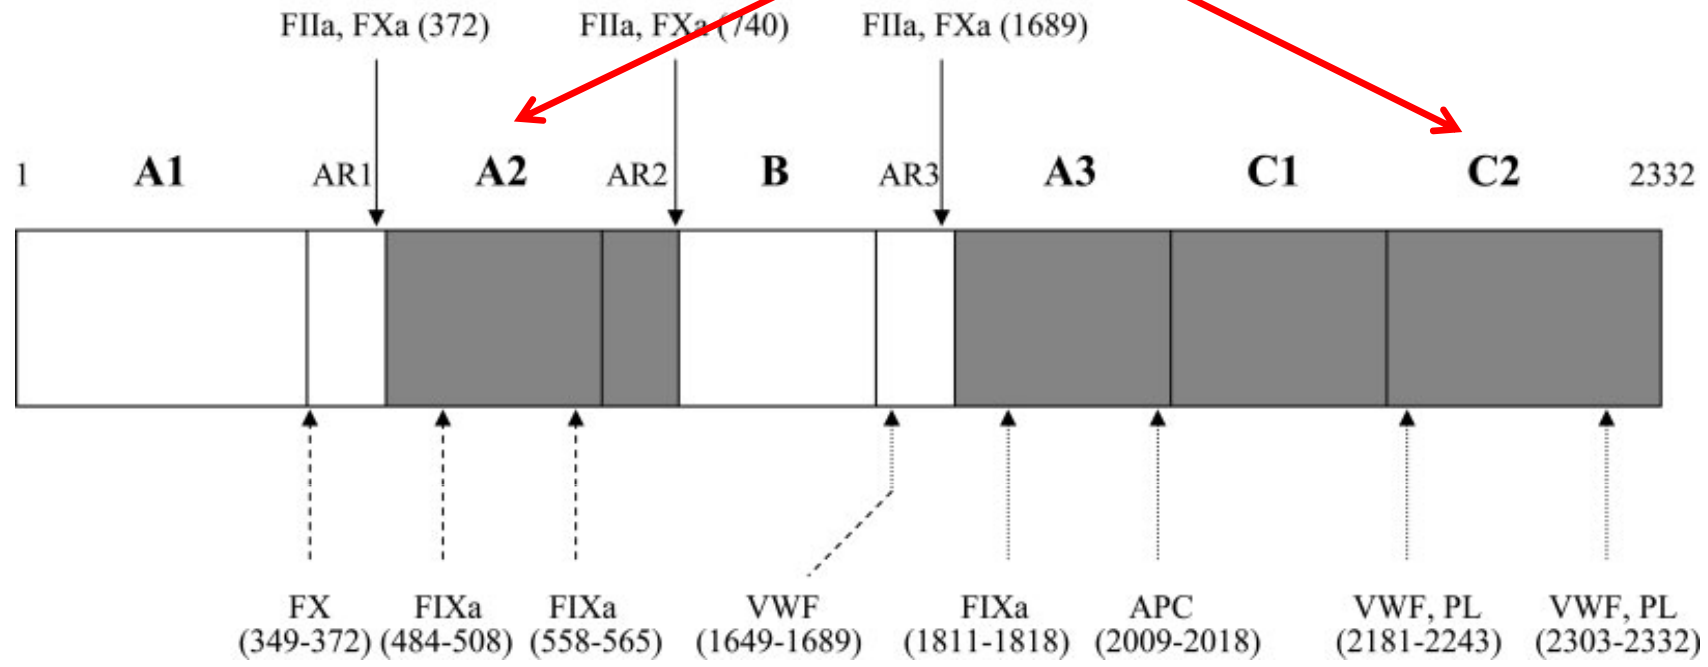 FIIa, FXa (372)
FIIa, FXa (740)
FIIa, FXa (1689)
1
A1
AR1
A2
AR2
B
AR3
A3
C1
C2
2332
FX
(349-372)
FIXa
(484-508)
FIXa
(558-565)
VWF
(1649-1689)
FIXa
(1811-1818)
APC
(2009-2018)
VWF, PL
(2181-2243)
VWF, PL
(2303-2332)